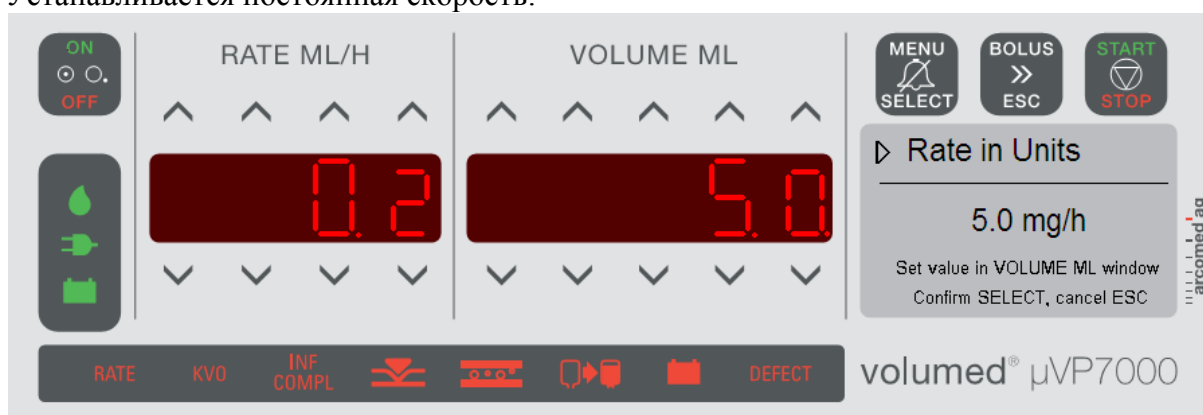 Устанавливается постоянная скорость:
ON
OFF
RATE ML/H
VOLUME ML
MENU
SELECT
BOLUS
ESC
START
STOP
0.2
5.0
Rate in Units
5.0 mg/h
Set value in VOLUME ML window
Confirm SELECT, cancel ESC
arcomed ag
RATE
KVO
INF
COMPL
DEFECT
volumed® µVP7000